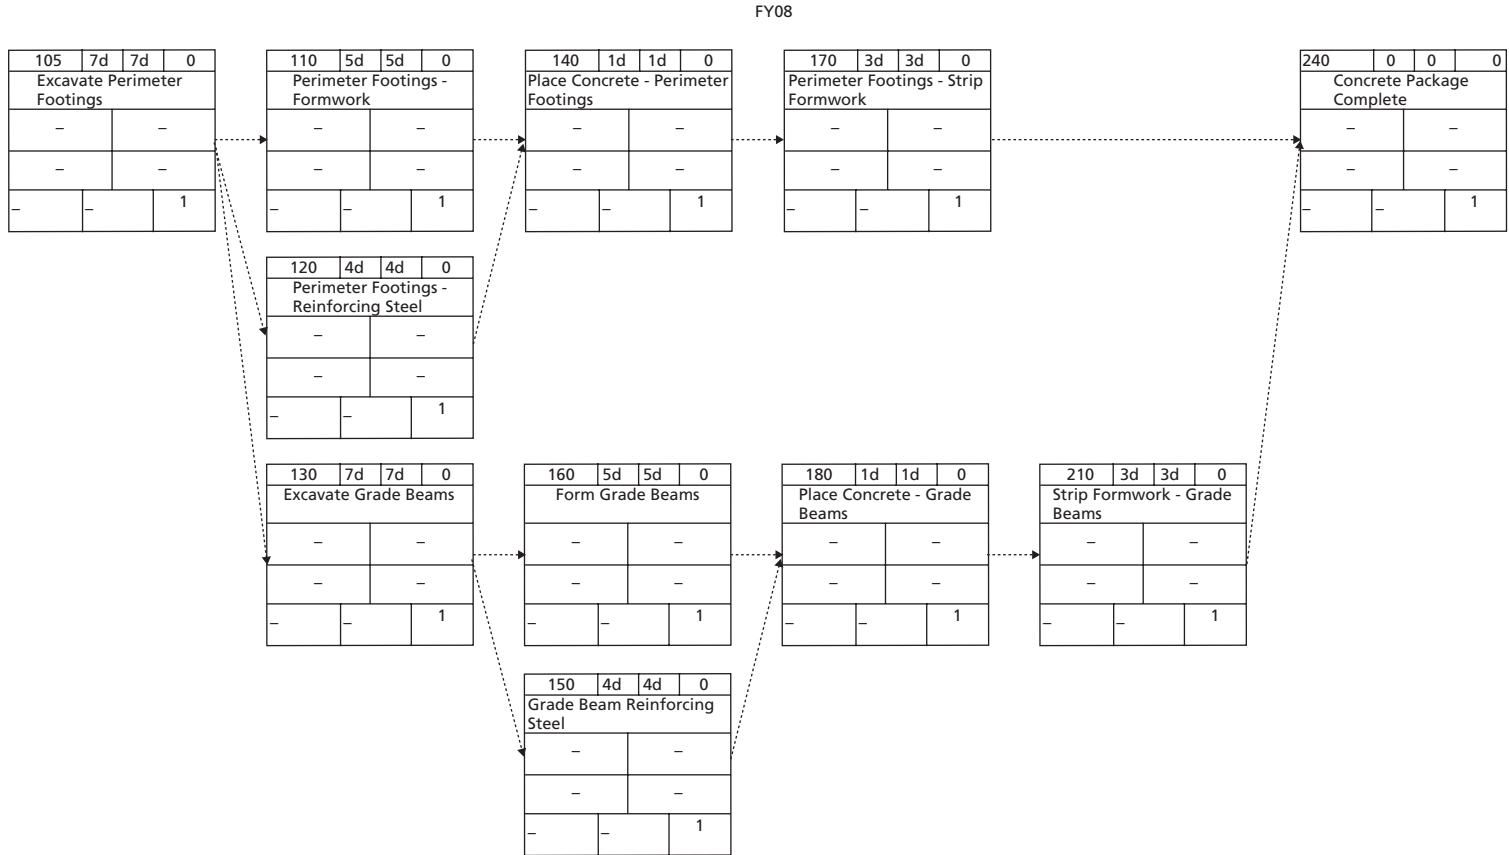 FY08
105 7d 7d 0
Excavate Perimeter
Footings
– –
– –
– – 1
110 5d 5d 0
Perimeter Footings -
Formwork
– –
– –
– – 1
140 1d 1d 0
Place Concrete - Perimeter
Footings
– –
– –
– – 1
170 3d 3d 0
Perimeter Footings - Strip
Formwork
– –
– –
– – 1
240 0 0 0
Concrete Package
Complete
– –
– –
– – 1
120 4d 4d 0
Perimeter Footings -
Reinforcing Steel
– –
– –
– – 1
130 7d 7d 0
Excavate Grade Beams
– –
– –
– – 1
160 5d 5d 0
Form Grade Beams
– –
– –
– – 1
180 1d 1d 0
Place Concrete - Grade
Beams
– –
– –
– – 1
210 3d 3d 0
Strip Formwork - Grade
Beams
– –
– –
– – 1
150 4d 4d 0
Grade Beam Reinforcing
Steel
– –
– –
– – 1